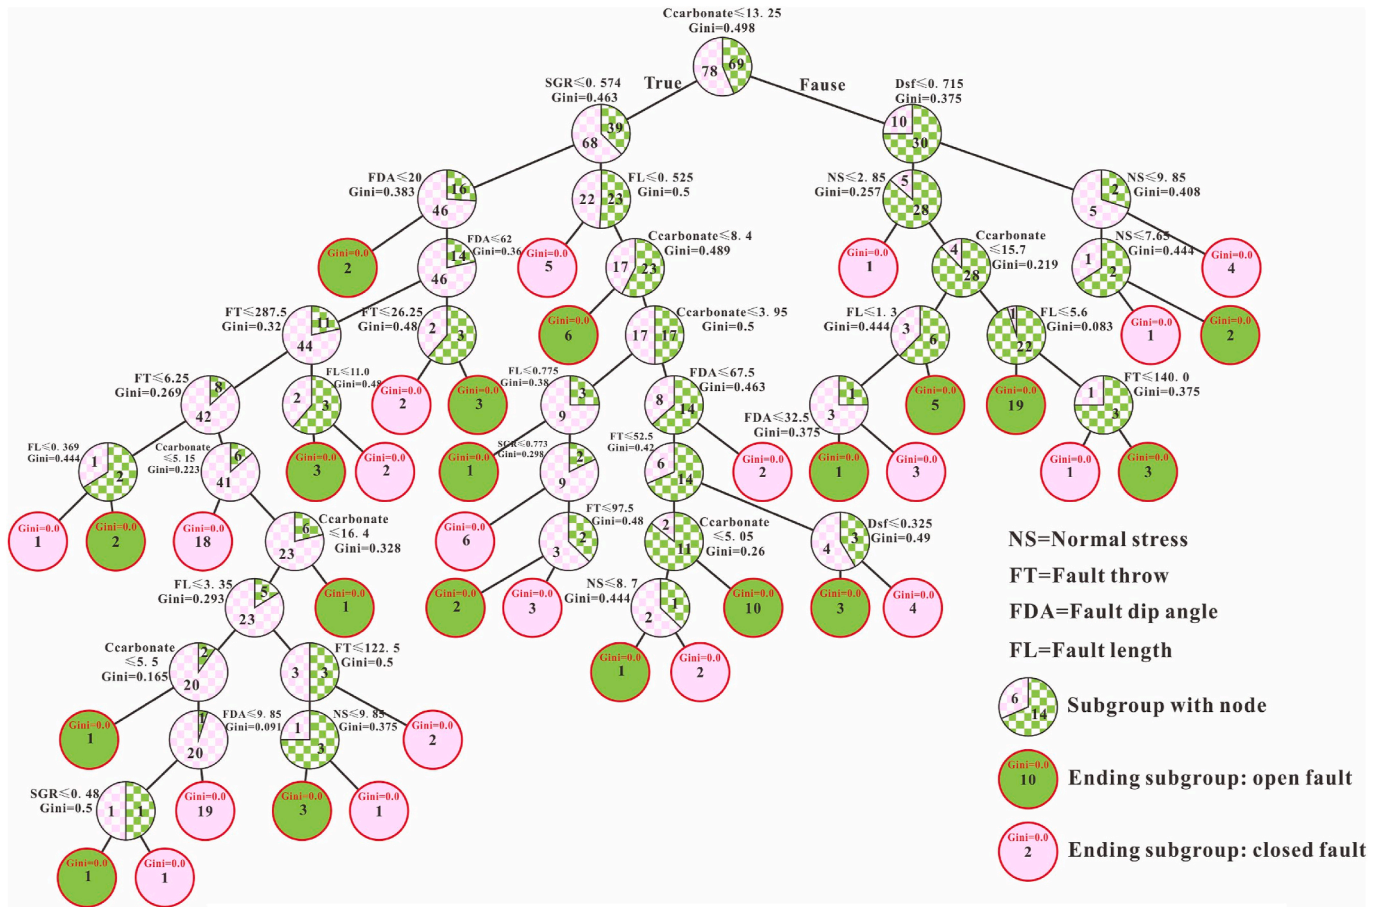 Ccarbonate≤13. 25
Gini=0.498
78
69
True
Fause
SGR≤0. 574
Gini=0.463
39
68
Dsf≤0. 715
Gini=0.375
10
30
FDA≤20
Gini=0.383
16
46
FL≤0. 525
Gini=0.5
22
23
NS≤2. 85
Gini=0.257
5
28
NS≤9. 85
Gini=0.408
2
5
Gini=0.0
2
FDA≤62
Gini=0.36
14
46
Gini=0.0
5
Ccarbonate≤8. 4
Gini=0.489
17
23
Gini=0.0
1
Ccarbonate
≤15.7
Gini=0.219
4
28
NS≤7.65
Gini=0.444
1
2
Gini=0.0
4
FT≤287.5
Gini=0.32
11
44
FT≤26.25
Gini=0.48
2
3
Gini=0.0
6
Ccarbonate≤3. 95
Gini=0.5
17
17
FL≤1. 3
Gini=0.444
3
6
FL≤5.6
Gini=0.083
1
22
Gini=0.0
1
Gini=0.0
2
FT≤6.25
Gini=0.269
8
42
FL≤11.0
Gini=0.48
2
3
Gini=0.0
2
Gini=0.0
3
FL≤0.775
Gini=0.38
3
9
FDA≤67.5
Gini=0.463
8
14
FDA≤32.5
Gini=0.375
1
3
Gini=0.0
5
Gini=0.0
19
FT≤140. 0
Gini=0.375
1
3
FL≤0. 369
Gini=0.444
1
2
Ccarbonate
≤5. 15
Gini=0.223
6
41
Gini=0.0
3
Gini=0.0
2
Gini=0.0
1
SGR≤0.773
Gini=0.298
2
9
FT≤52.5
Gini=0.42
6
14
Gini=0.0
2
Gini=0.0
1
Gini=0.0
3
Gini=0.0
1
Gini=0.0
3
Gini=0.0
1
Gini=0.0
2
Gini=0.0
18
Ccarbonate
≤16. 4
Gini=0.328
6
23
Gini=0.0
6
FT≤97.5
Gini=0.48
2
3
Ccarbonate
≤5. 05
Gini=0.26
2
11
Dsf≤0.325
Gini=0.49
3
4
NS=Normal stress
FT=Fault throw
FDA=Fault dip angle
FL=Fault length
FL≤3. 35
Gini=0.293
5
23
Gini=0.0
1
Gini=0.0
2
Gini=0.0
3
NS≤8. 7
Gini=0.444
1
2
Gini=0.0
10
Gini=0.0
3
Gini=0.0
4
Ccarbonate
≤5. 5
Gini=0.165
2
20
FT≤122. 5
Gini=0.5
3
3
Gini=0.0
1
Gini=0.0
2
6
14
Subgroup with node
Gini=0.0
1
FDA≤9. 85
Gini=0.091
1
20
NS≤9. 85
Gini=0.375
1
3
Gini=0.0
2
Gini=0.0
10
Ending subgroup: open fault
SGR≤0. 48
Gini=0.5
1
1
Gini=0.0
19
Gini=0.0
3
Gini=0.0
1
Gini=0.0
2
Ending subgroup: closed fault
Gini=0.0
1
Gini=0.0
1